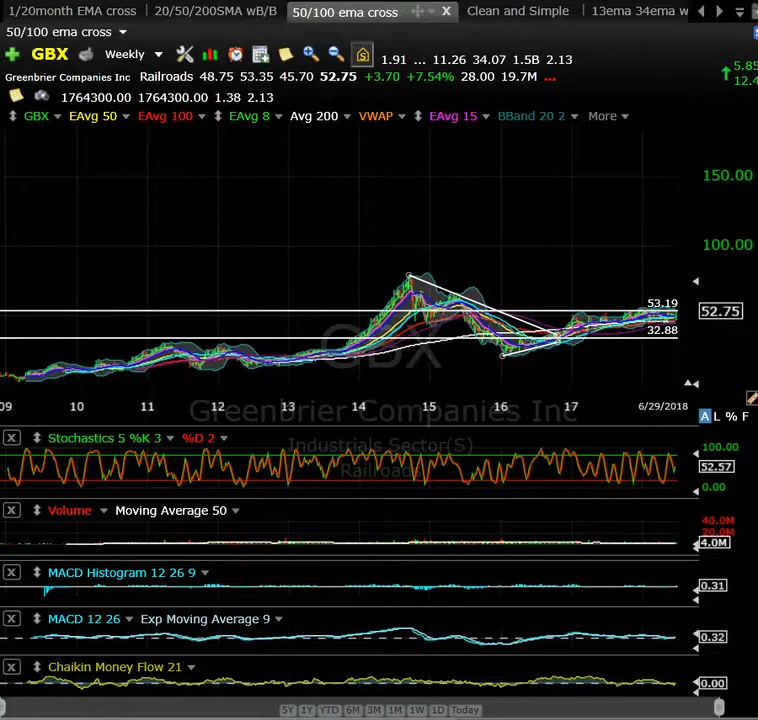 1/20month EMA cross 20/50/200SMA wB/B 50/100 ema cross X Clean and Simple 13ema 34ema w
50/100 ema cross
GBX Weekly 1.91 ... 11.26 34.07 1.5B 2.13
5.85
Greenbrier Companies Inc Railroads 48.75 53.35 45.70 52.75 +3.70 +7.54% 28.00 19.7M ...
12.4
1764300.00 1764300.00 1.38 2.13
GBX EAvg 50 EAvg 100 EAvg 8 Avg 200 VWAP EAvg 15 BBand 20 2 More
150.00
100.00
53.19
52.75
32.88
GBX
09 10 11 12 13 14 15 16 17 6/29/2018
Greenbrier Companies Inc
A L % F
X Stochastics 5 %K 3 %D 2
Industrials Sector(S)
100.00
52.57
Railroads
0.00
X Volume Moving Average 50
40.0M
20.0M
4.0M
X MACD Histogram 12 26 9
0.31
X MACD 12 26 Exp Moving Average 9
0.32
X Chaikin Money Flow 21
0.00
5Y 1Y YTD 6M 3M 1M 1W 1D Today